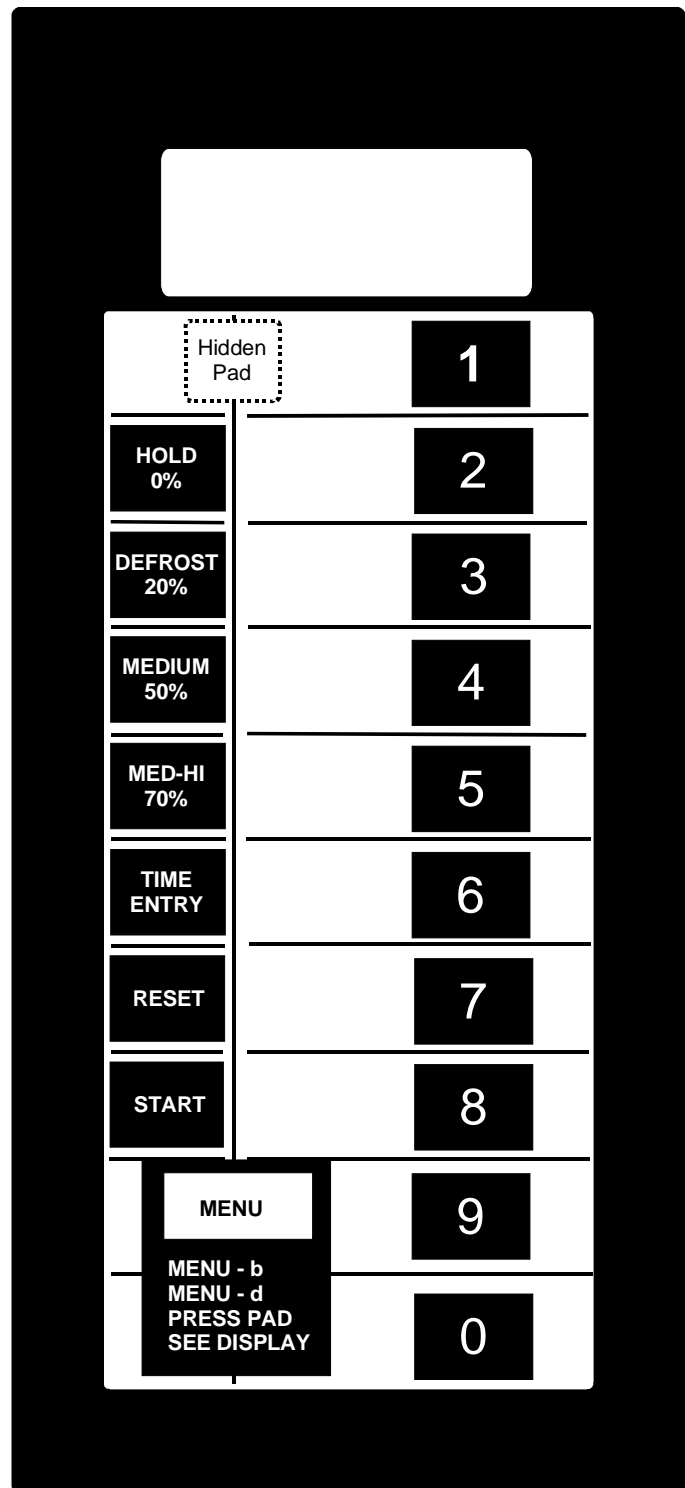 Hidden
Pad
1
HOLD
0%
2
DEFROST
20%
3
MEDIUM
50%
4
MED-HI
70%
5
TIME
ENTRY
6
RESET
7
START
8
MENU
9
MENU - b
MENU - d
PRESS PAD
SEE DISPLAY
0